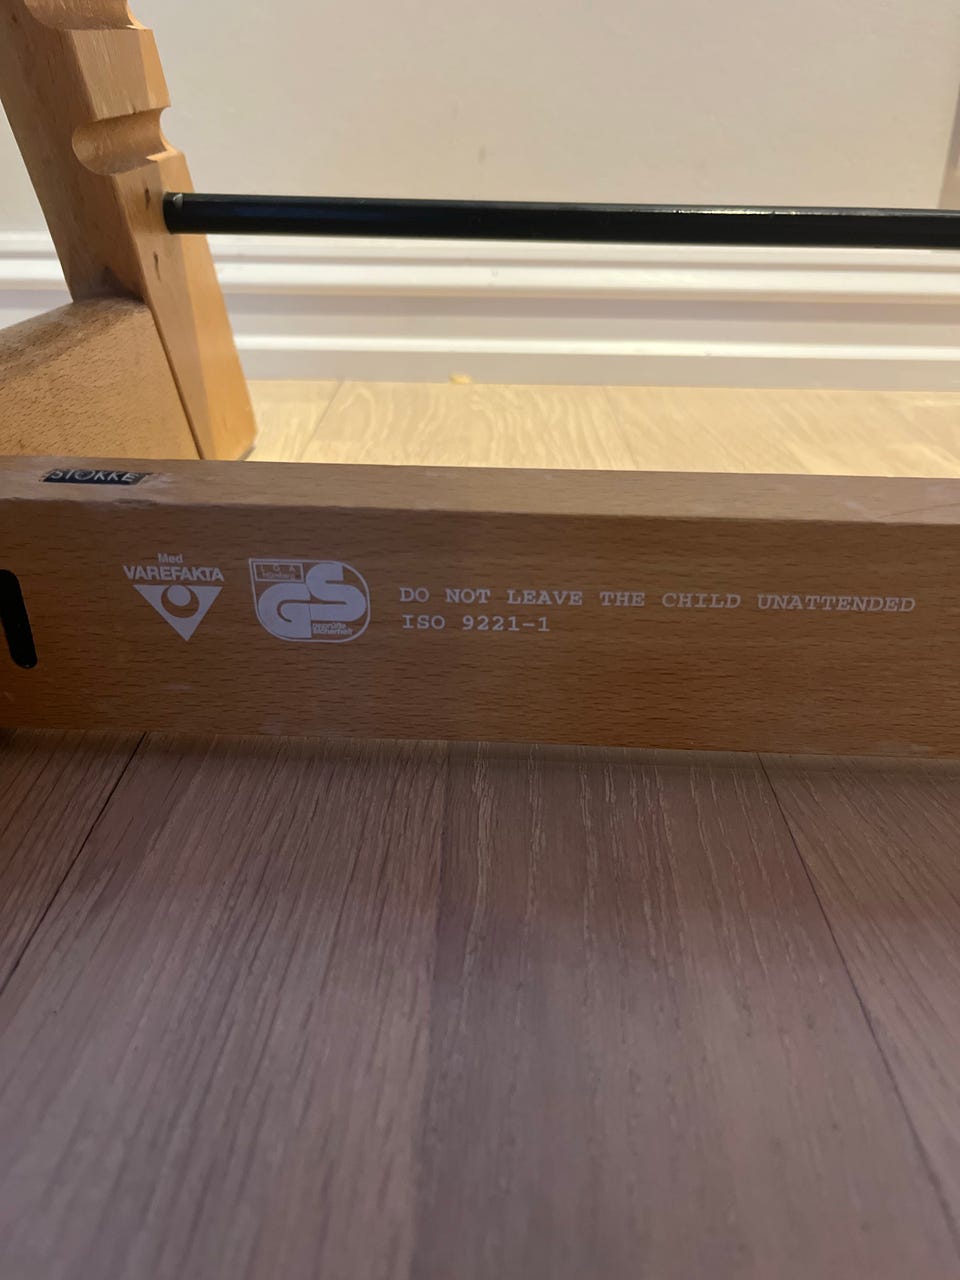 STOKKE
Med
VAREFAKTA
LGA
GS
geprüfte
Sicherheit
DO NOT LEAVE THE CHILD UNATTENDED
ISO 9221-1